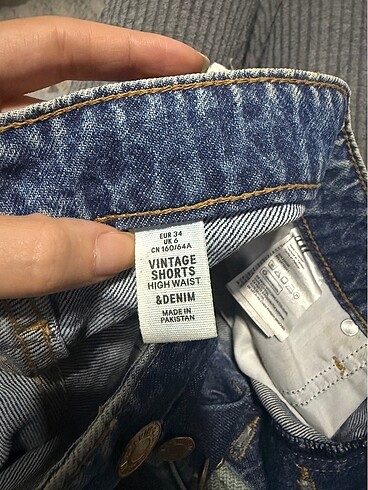 EUR 34
UK 6
CN 160/64A
VINTAGE
SHORTS
HIGH WAIST
&DENIM
MADE IN
PAKISTAN